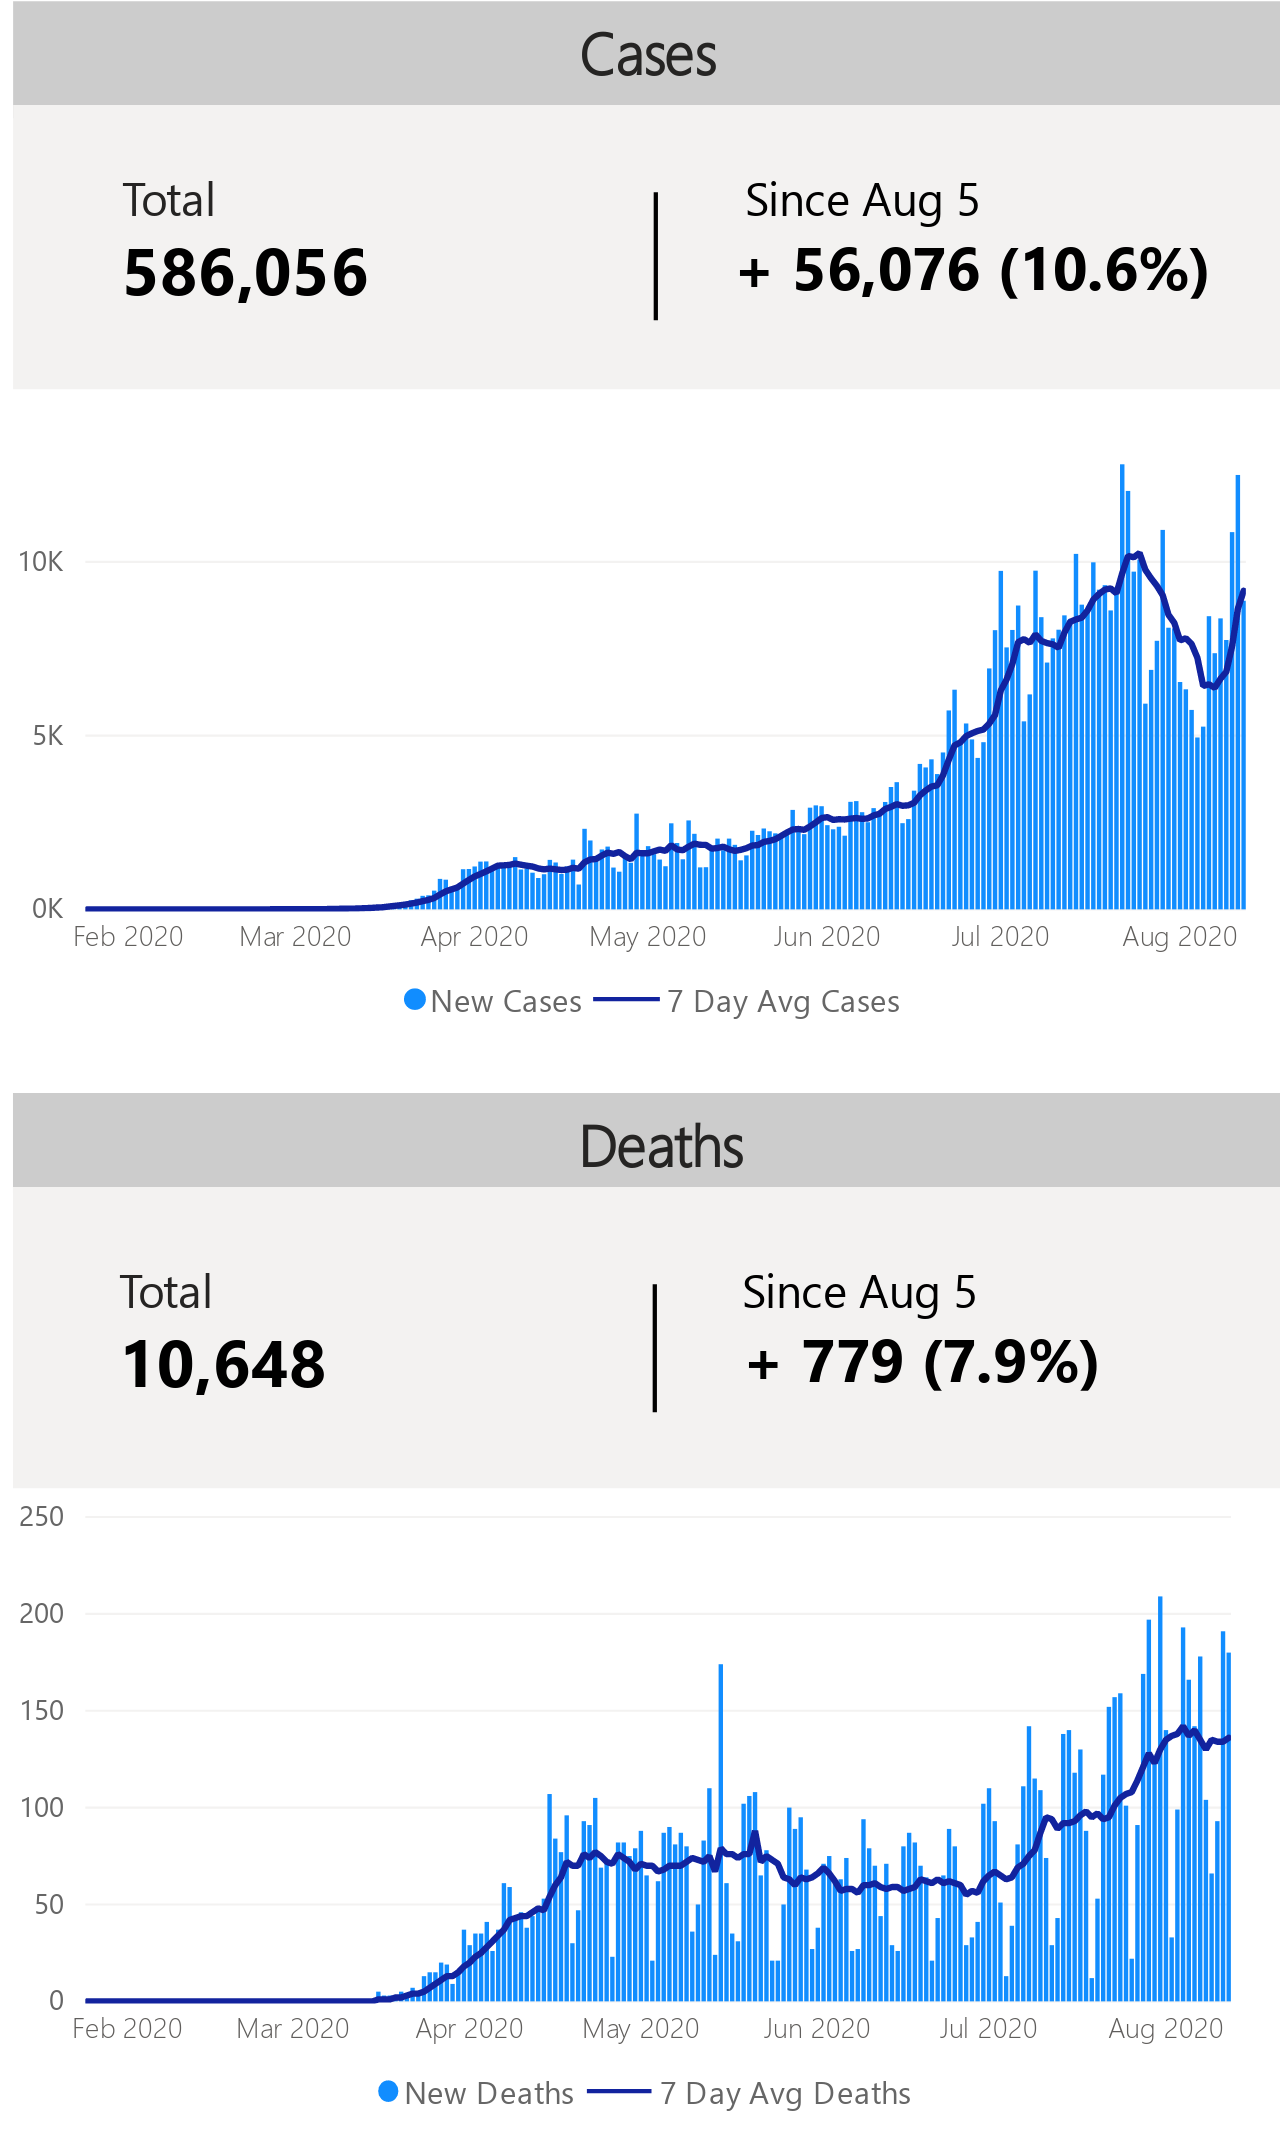 Cases
Total
Since Aug 5
586,056
+ 56,076 (10.6%)
10K
5K
0K
Feb 2020 Mar 2020 Apr 2020 May 2020 Jun 2020 Jul 2020 Aug 2020
New Cases 7 Day Avg Cases
Deaths
Total
Since Aug 5
10,648
+ 779 (7.9%)
250
200
150
100
50
0
Feb 2020 Mar 2020 Apr 2020 May 2020 Jun 2020 Jul 2020 Aug 2020
New Deaths 7 Day Avg Deaths